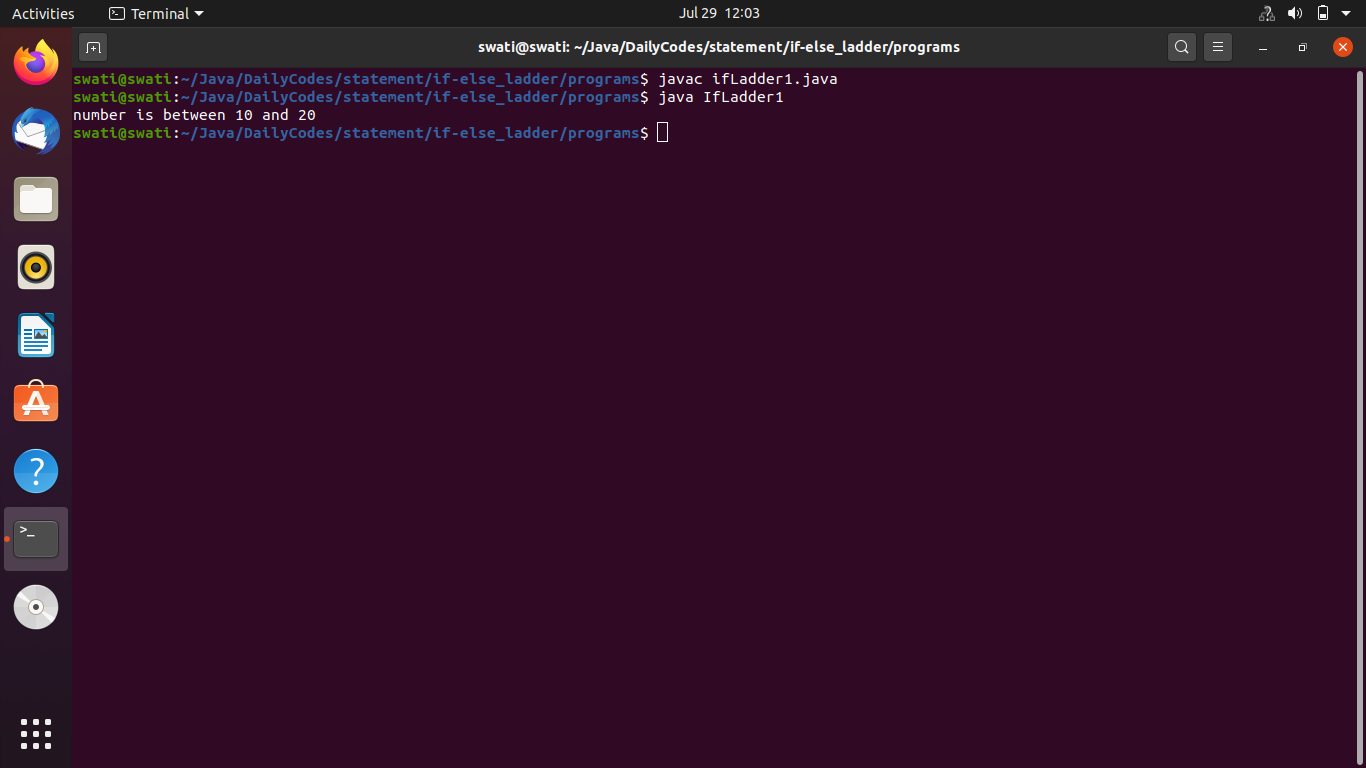 Activities Terminal Jul 29 12:03
swati@swati: ~/Java/DailyCodes/statement/if-else_ladder/programs
swati@swati:~/Java/DailyCodes/statement/if-else_ladder/programs$ javac ifLadder1.java
swati@swati:~/Java/DailyCodes/statement/if-else_ladder/programs$ java IfLadder1
number is between 10 and 20
swati@swati:~/Java/DailyCodes/statement/if-else_ladder/programs$